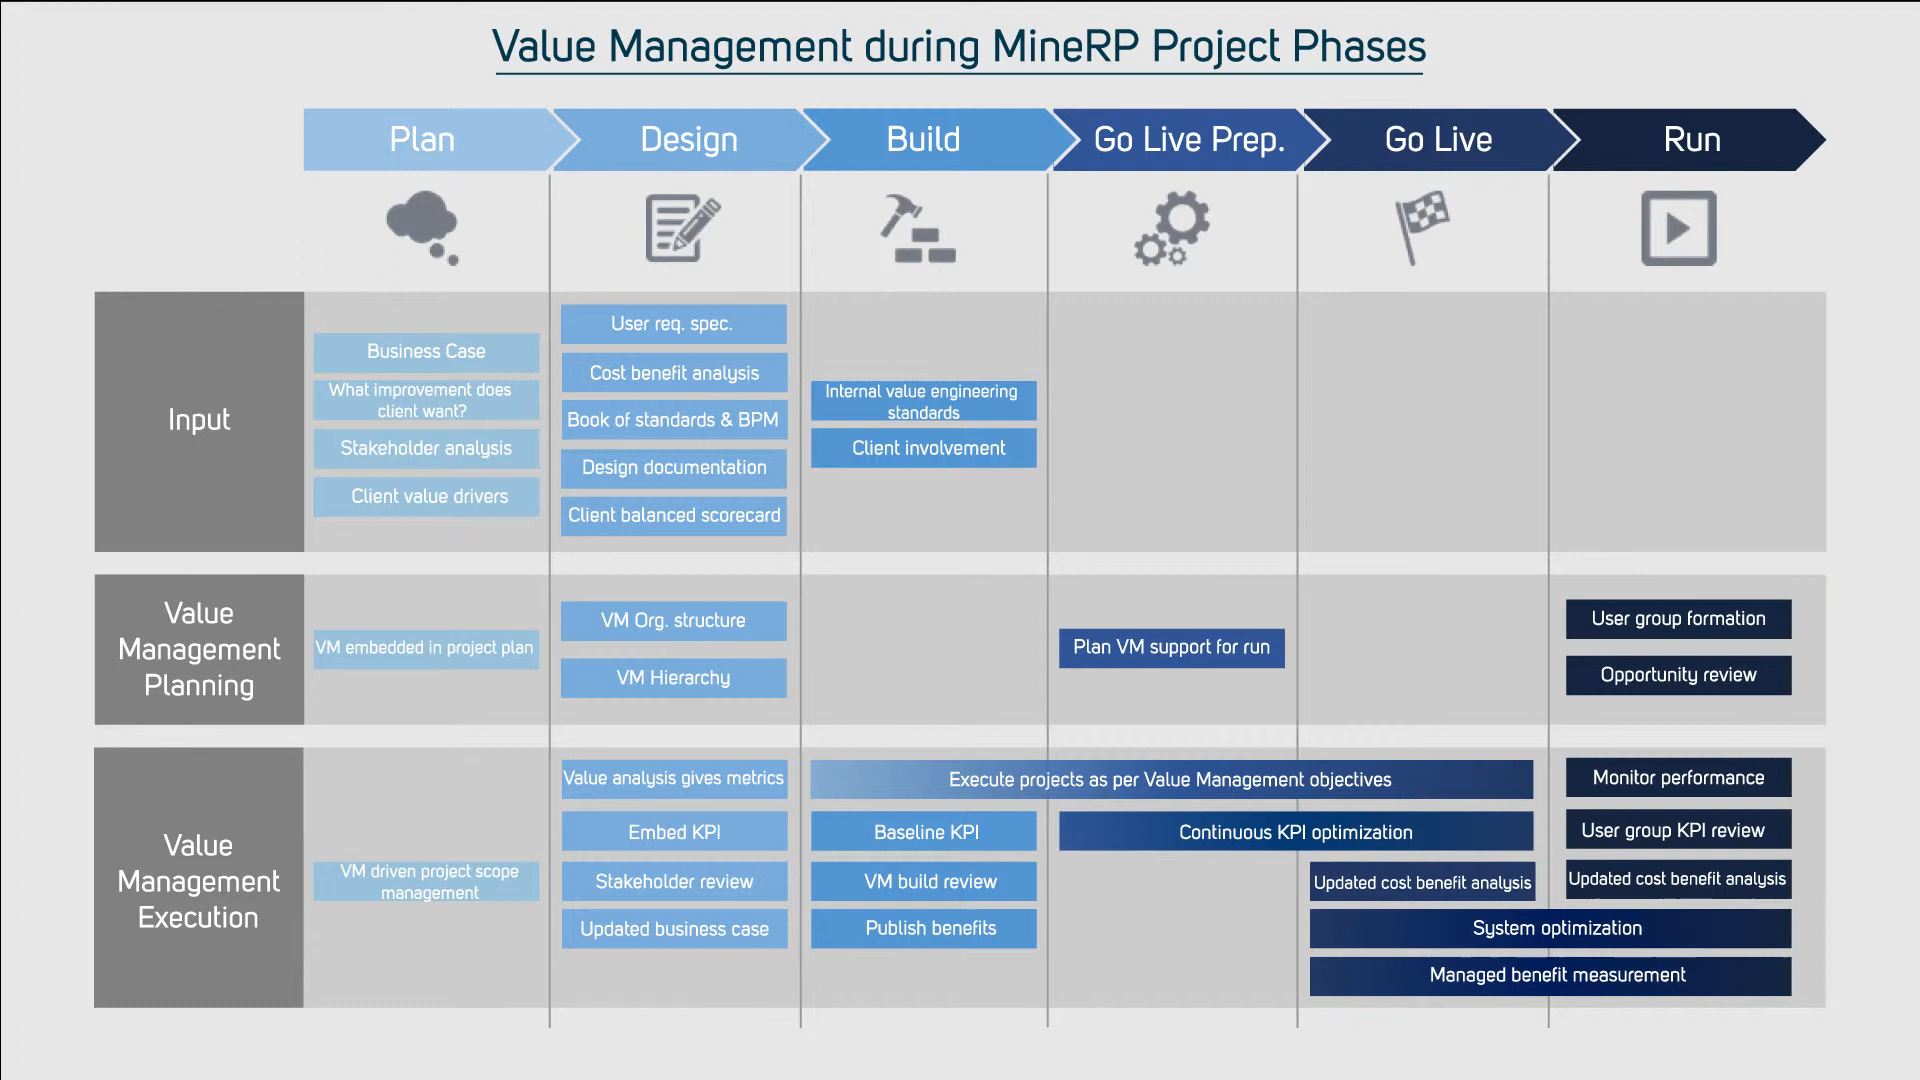 Value Management during MineRP Project Phases
Plan
Design
Build
Go Live Prep.
Go Live
Run
Input
Business Case
What improvement does
client want?
Stakeholder analysis
Client value drivers
User req. spec.
Cost benefit analysis
Book of standards & BPM
Design documentation
Client balanced scorecard
Internal value engineering
standards
Client involvement
Value
Management
Planning
VM embedded in project plan
VM Org. structure
VM Hierarchy
Plan VM support for run
User group formation
Opportunity review
Value
Management
Execution
VM driven project scope
management
Value analysis gives metrics
Embed KPI
Stakeholder review
Updated business case
Execute projects as per Value Management objectives
Baseline KPI
VM build review
Publish benefits
Continuous KPI optimization
Updated cost benefit analysis
Monitor performance
User group KPI review
Updated cost benefit analysis
System optimization
Managed benefit measurement